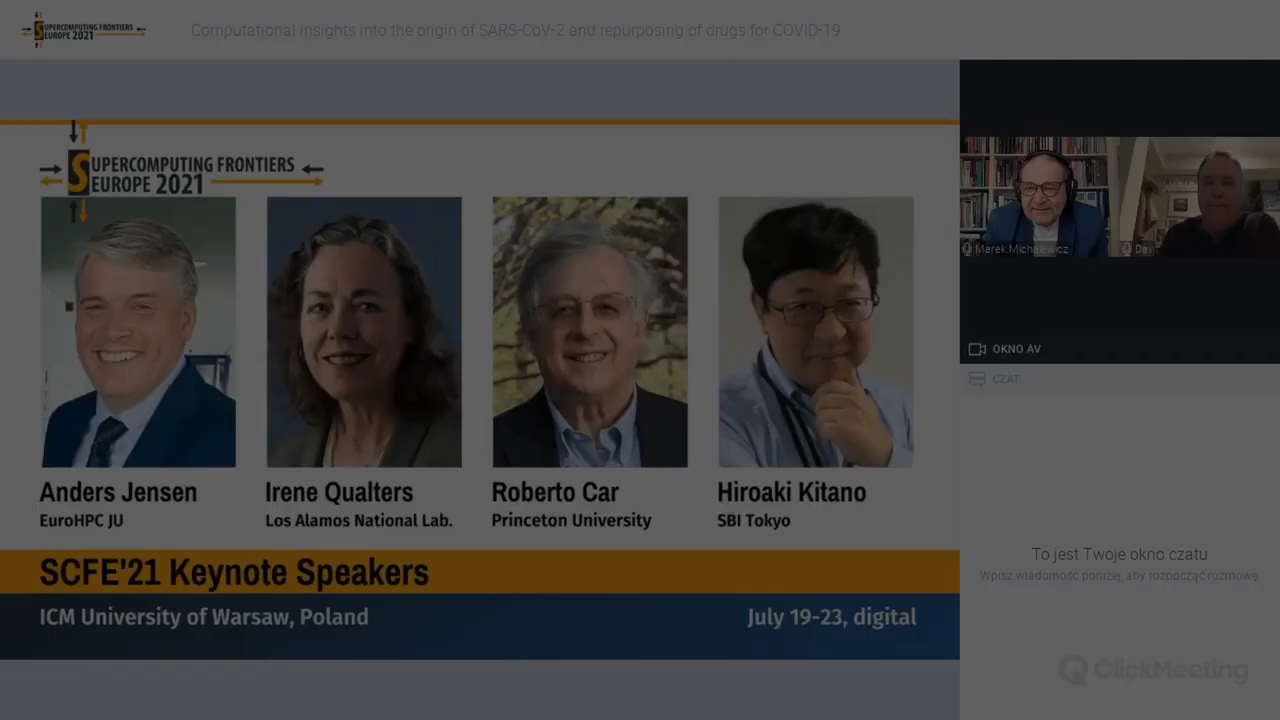 SUPERCOMPUTING FRONTIERS
EUROPE 2021
Computational insights into the origin of SARS-CoV-2 and repurposing of drugs for COVID-19
SUPERCOMPUTING FRONTIERS
EUROPE 2021
Anders Jensen
EuroHPC JU
Irene Qualters
Los Alamos National Lab.
Roberto Car
Princeton University
Hiroaki Kitano
SBI Tokyo
SCFE'21 Keynote Speakers
ICM University of Warsaw, Poland
July 19-23, digital
Marek Michalewicz
Dav
OKNO AV
CZAT
To jest Twoje okno czatu
Wpisz wiadomość poniżej, aby rozpocząć rozmowę.
ClickMeeting